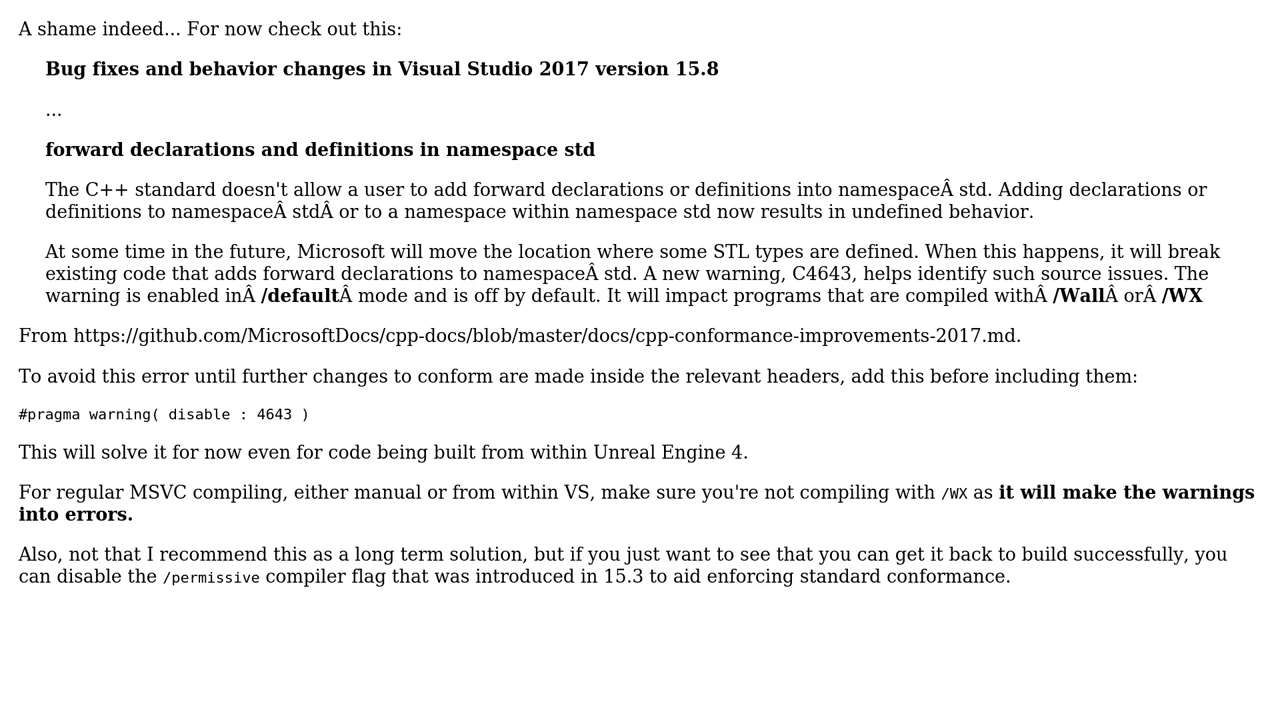 A shame indeed... For now check out this:
Bug fixes and behavior changes in Visual Studio 2017 version 15.8
...
forward declarations and definitions in namespace std
The C++ standard doesn't allow a user to add forward declarations or definitions into namespaceÂ std. Adding declarations or
definitions to namespaceÂ stdÂ or to a namespace within namespace std now results in undefined behavior.
At some time in the future, Microsoft will move the location where some STL types are defined. When this happens, it will break
existing code that adds forward declarations to namespaceÂ std. A new warning, C4643, helps identify such source issues. The
warning is enabled inÂ /defaultÂ mode and is off by default. It will impact programs that are compiled withÂ /WallÂ orÂ /WX
From https://github.com/MicrosoftDocs/cpp-docs/blob/master/docs/cpp-conformance-improvements-2017.md.
To avoid this error until further changes to conform are made inside the relevant headers, add this before including them:
#pragma warning( disable : 4643 )
This will solve it for now even for code being built from within Unreal Engine 4.
For regular MSVC compiling, either manual or from within VS, make sure you're not compiling with /WX as it will make the warnings
into errors.
Also, not that I recommend this as a long term solution, but if you just want to see that you can get it back to build successfully, you
can disable the /permissive compiler flag that was introduced in 15.3 to aid enforcing standard conformance.